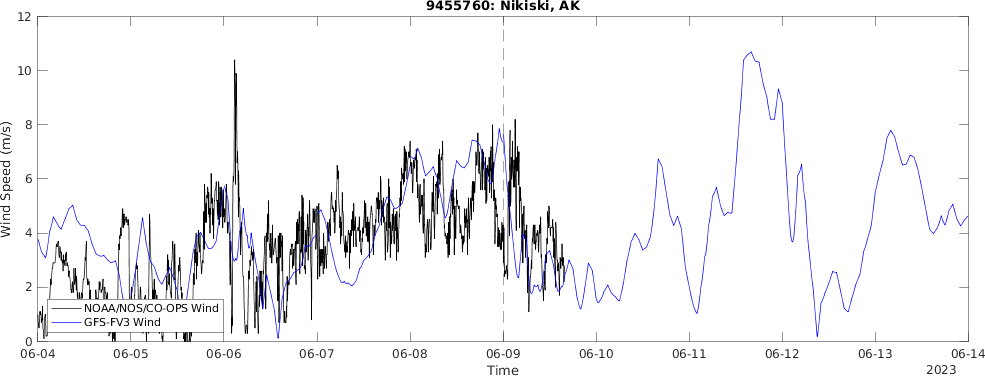 9455760: Nikiski, AK
Wind Speed (m/s)
12
10
8
6
4
2
0
NOAA/NOS/CO-OPS Wind
GFS-FV3 Wind
06-04 06-05 06-06 06-07 06-08 06-09 06-10 06-11 06-12 06-13 06-14
Time
2023